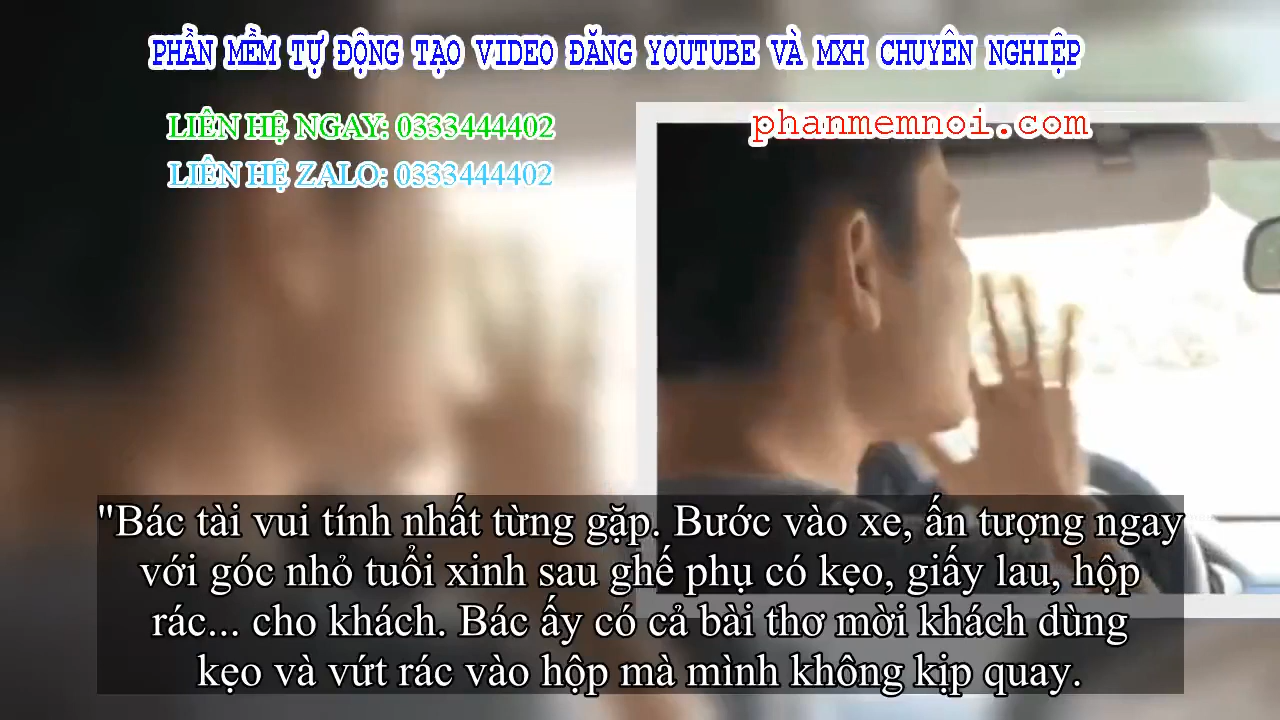 PHẦN MỀM TỰ ĐỘNG TẠO VIDEO ĐĂNG YOUTUBE VÀ MXH CHUYÊN NGHIỆP
LIÊN HỆ NGAY: 0333444402
phanmemnoi.com
LIÊN HỆ ZALO: 0333444402
"Bác tài vui tính nhất từng gặp. Bước vào xe, ấn tượng ngay
với góc nhỏ tuổi xinh sau ghế phụ có kẹo, giấy lau, hộp
rác... cho khách. Bác ấy có cả bài thơ mời khách dùng
kẹo và vứt rác vào hộp mà mình không kịp quay.